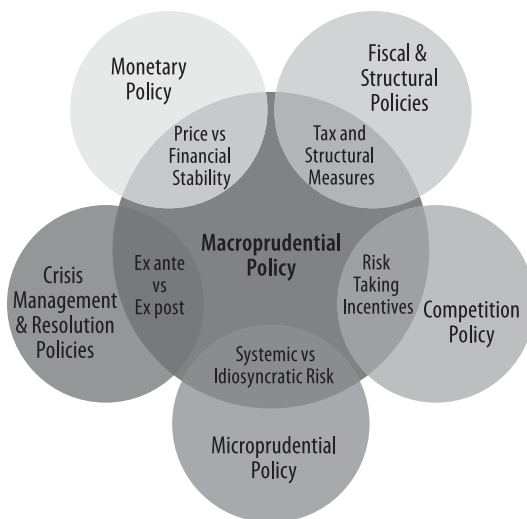 Monetary
Policy
Fiscal &
Structural
Policies
Price vs
Financial
Stability
Tax and
Structural
Measures
Macroprudential
Policy
Crisis
Management
& Resolution
Policies
Ex ante
vs
Ex post
Risk
Taking
Incentives
Competition
Policy
Systemic vs
Idiosyncratic Risk
Microprudential
Policy